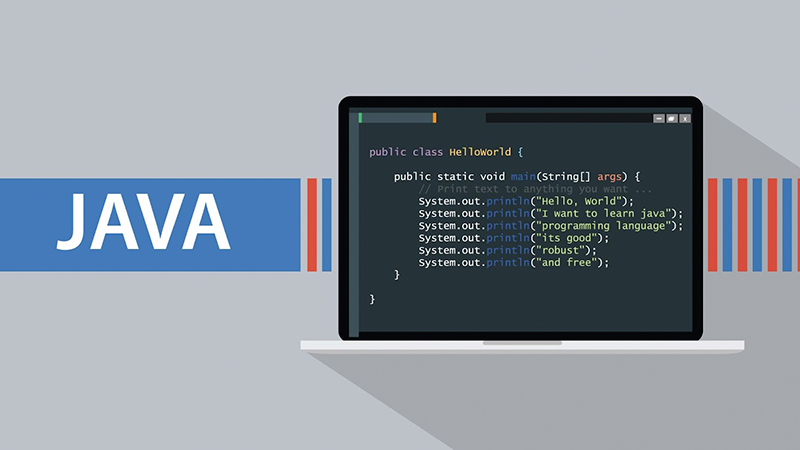 JAVA
public class HelloWorld {
public static void main(String[] args) {
// Print text to anything you want ...
System.out.println("Hello, World");
System.out.println("I want to learn java");
System.out.println("programming language");
System.out.println("its good");
System.out.println("robust");
System.out.println("and free");
}
}